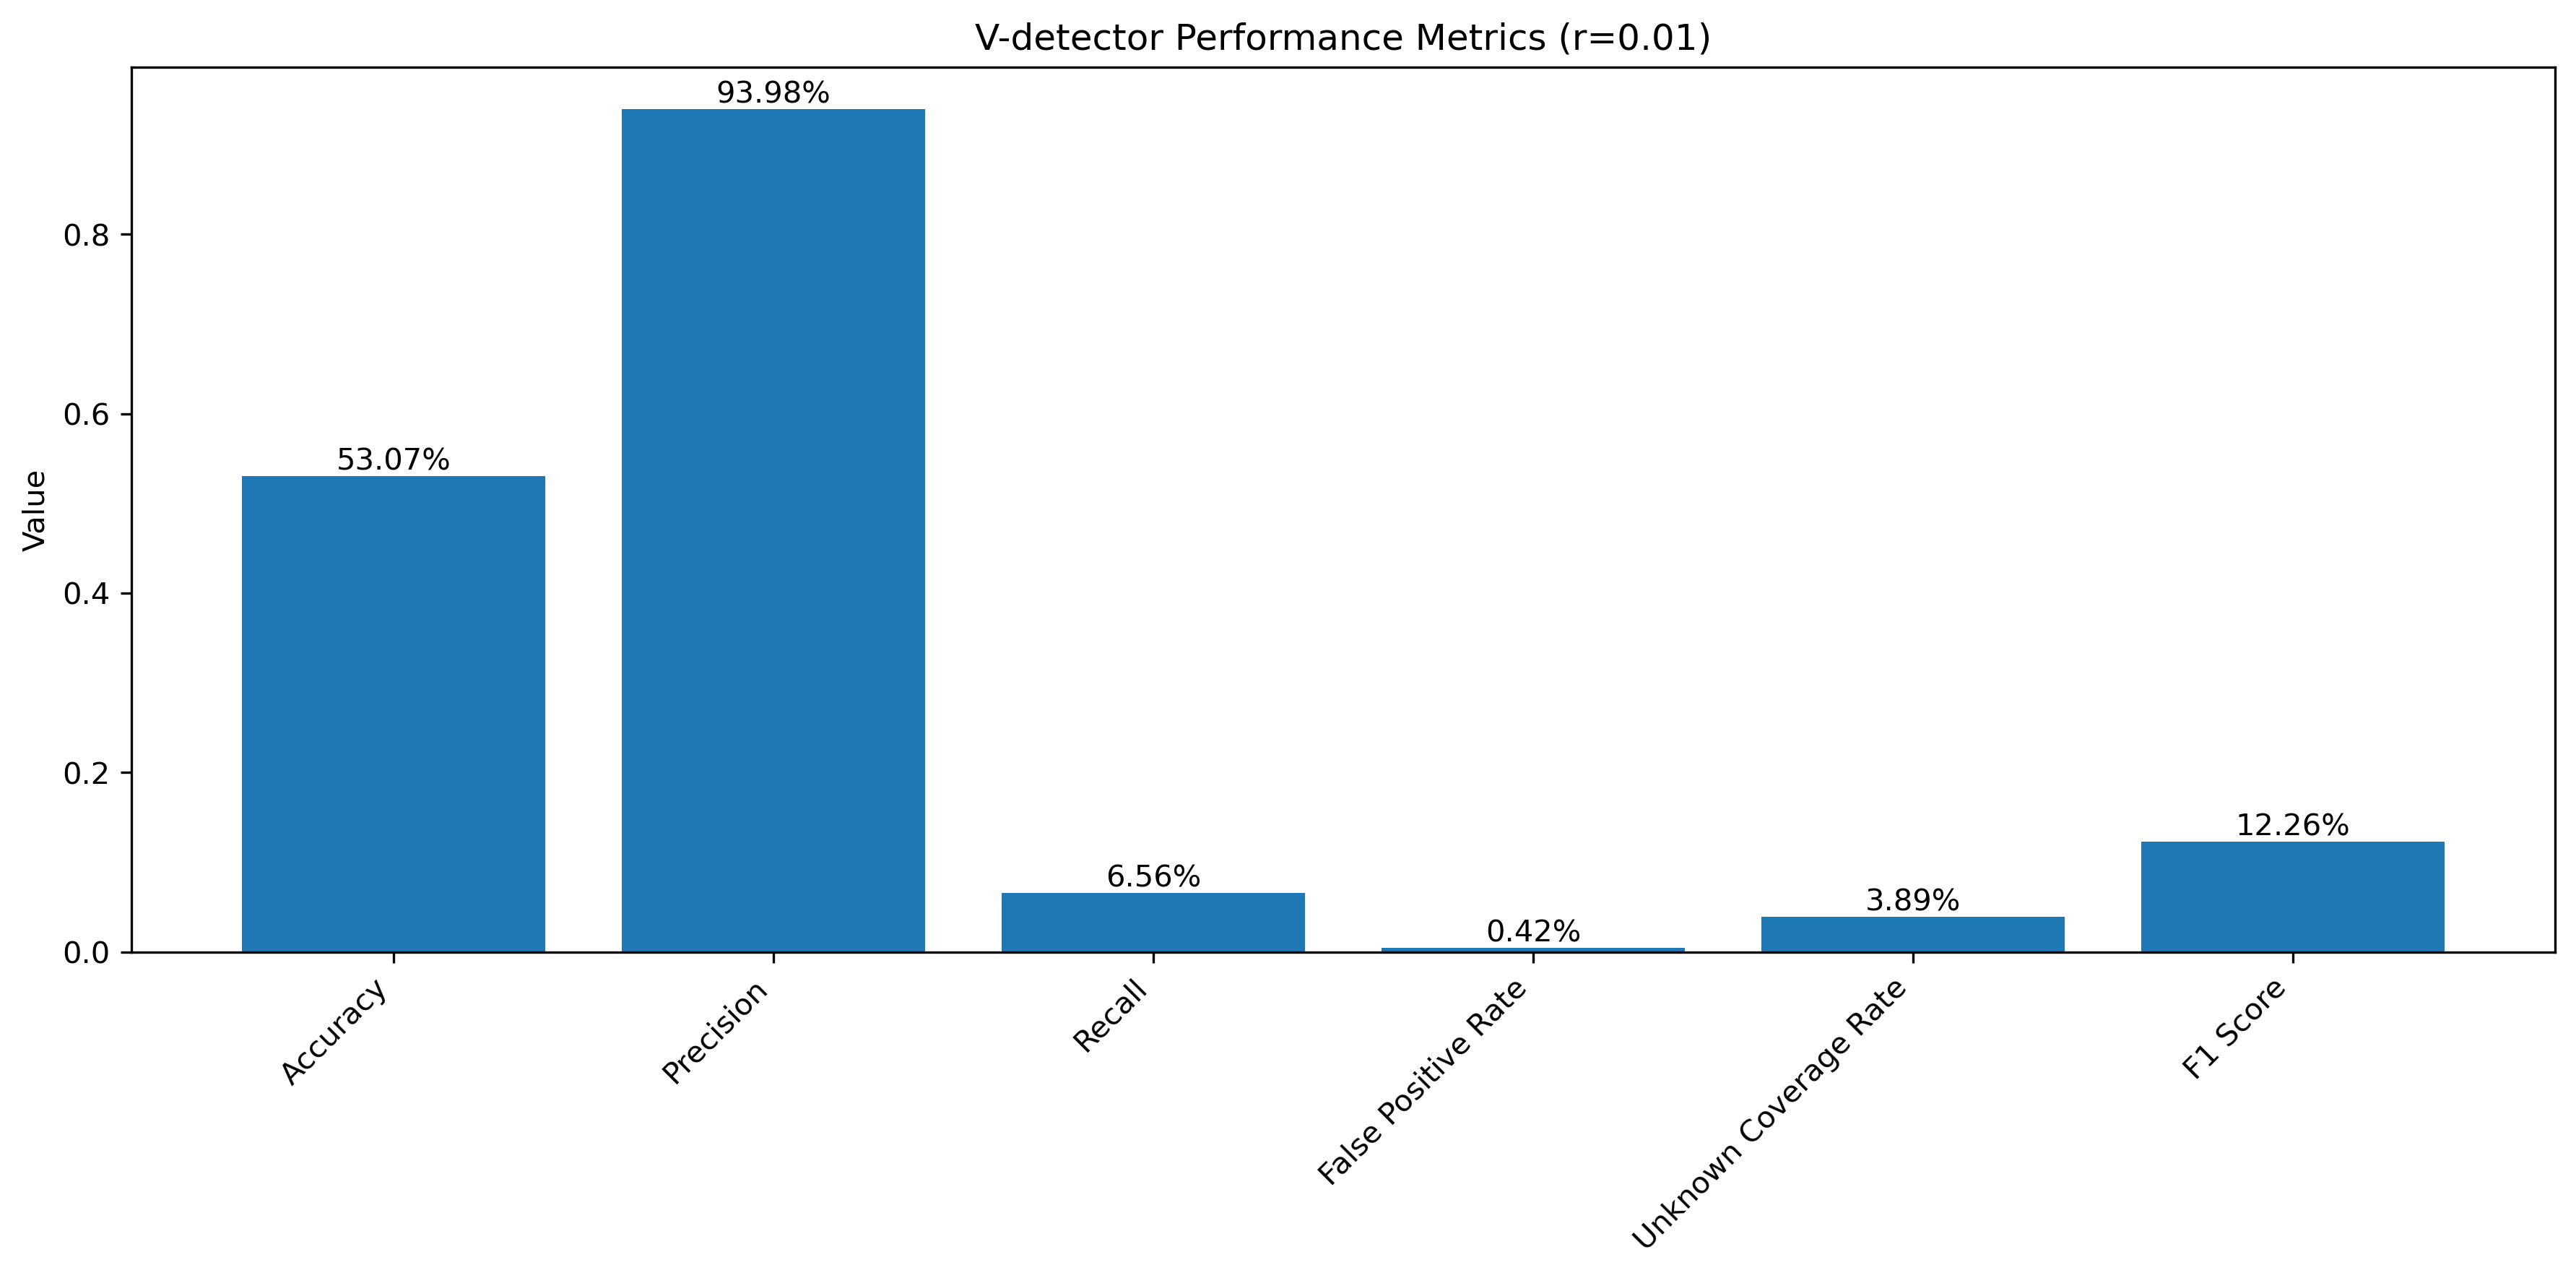 V-detector Performance Metrics (r=0.01)
Value
0.8
0.6
0.4
0.2
0.0
53.07%
93.98%
6.56%
0.42%
3.89%
12.26%
Accuracy
Precision
Recall
False Positive Rate
Unknown Coverage Rate
F1 Score